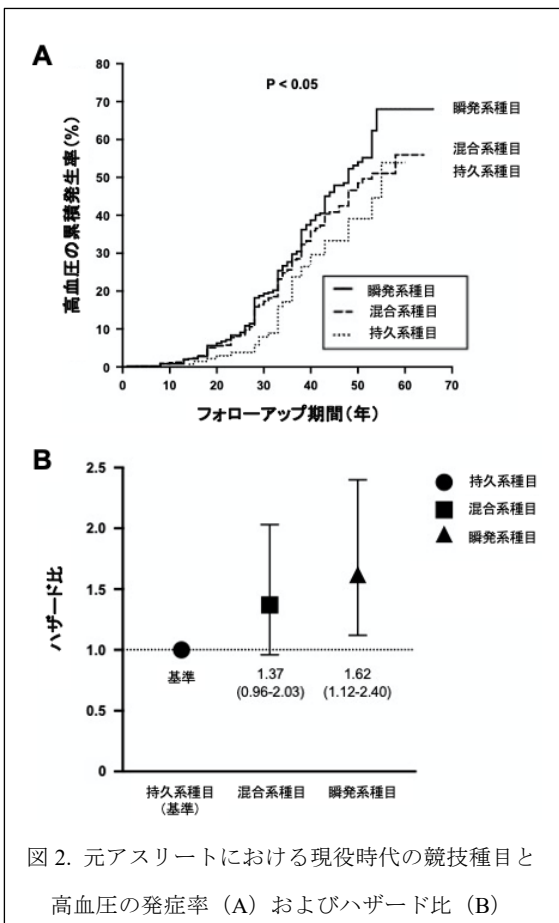 A
P < 0.05
高血圧の累積発生率(%)
80
70
60
50
40
30
20
10
0
瞬発系種目
混合系種目
持久系種目
瞬発系種目
混合系種目
持久系種目
0 10 20 30 40 50 60 70
フォローアップ期間(年)
B
ハザード比
2.5
2.0
1.5
1.0
0.5
0
持久系種目
混合系種目
瞬発系種目
基準
1.37
(0.96-2.03)
1.62
(1.12-2.40)
持久系種目
(基準)
混合系種目
瞬発系種目
図 2. 元アスリートにおける現役時代の競技種目と
高血圧の発症率（A）およびハザード比（B）